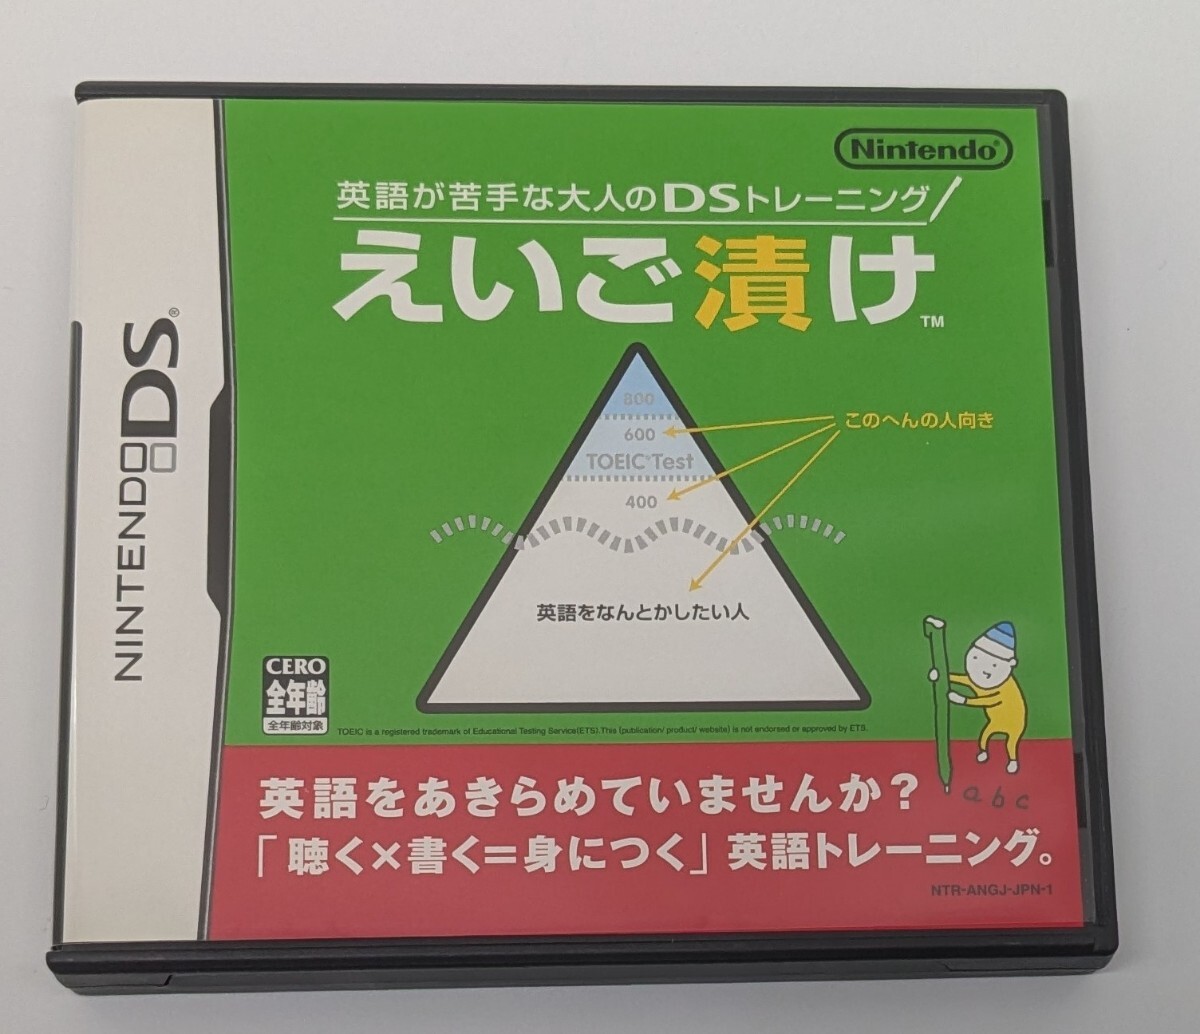 Nintendo®
英語が苦手な大人のDSトレーニング
えいご漬け™
800
600
TOEIC®Test
400
このへんの人向き
英語をなんとかしたい人
NINTENDODS®
CERO
全年齢
全年齢対象
TOEIC is a registered trademark of Educational Testing Service(ETS).This (publication/ product/ website) is not endorsed or approved by ETS.
abc
英語をあきらめていませんか？
「聴く×書く＝身につく」英語トレーニング。
NTR-ANGJ-JPN-1